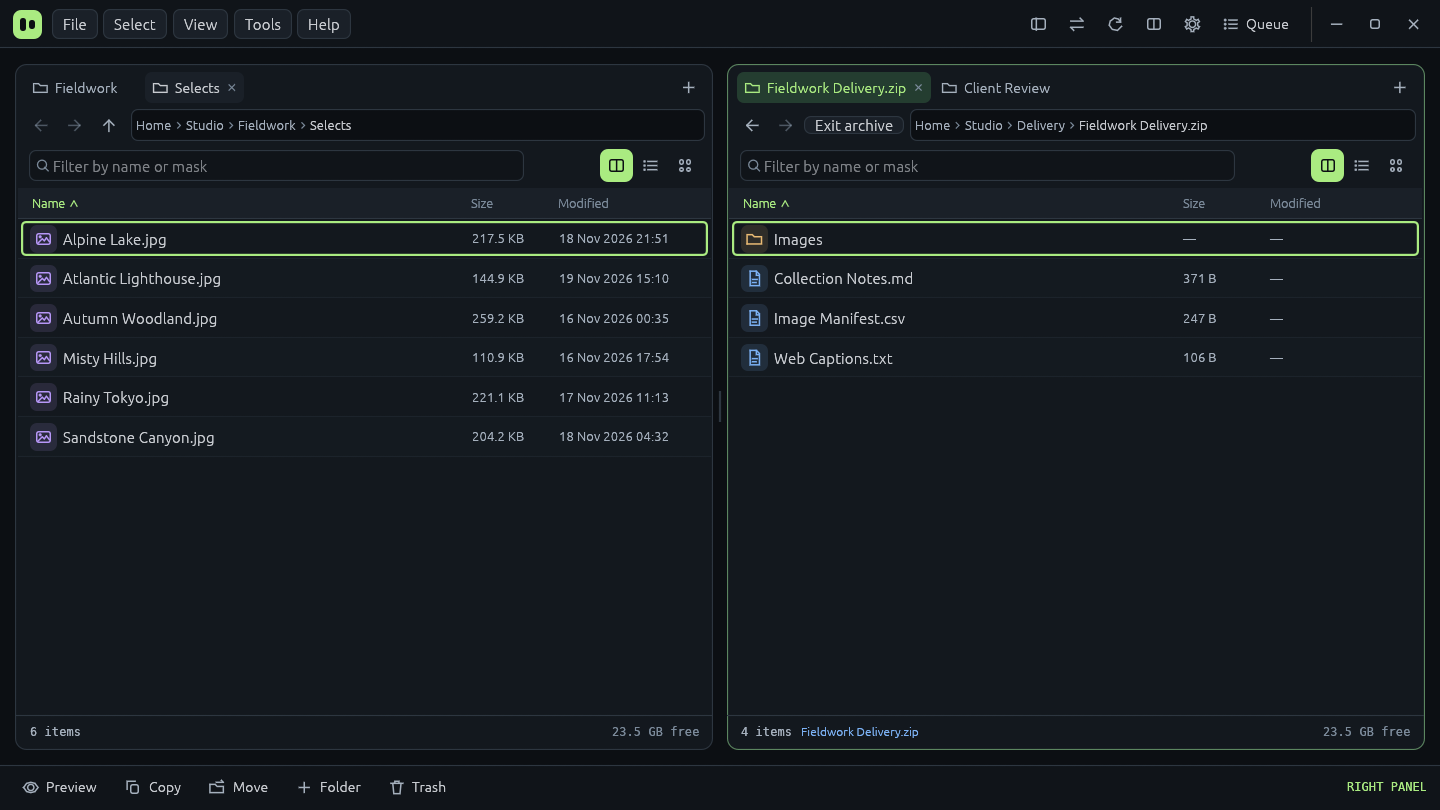 File Select View Tools Help Queue
Fieldwork Selects
Home Studio Fieldwork Selects
Filter by name or mask
Name Size Modified
Alpine Lake.jpg 217.5 KB 18 Nov 2026 21:51
Atlantic Lighthouse.jpg 144.9 KB 19 Nov 2026 15:10
Autumn Woodland.jpg 259.2 KB 16 Nov 2026 00:35
Misty Hills.jpg 110.9 KB 16 Nov 2026 17:54
Rainy Tokyo.jpg 221.1 KB 17 Nov 2026 11:13
Sandstone Canyon.jpg 204.2 KB 18 Nov 2026 04:32
6 items 23.5 GB free
Fieldwork Delivery.zip Client Review
Exit archive Home Studio Delivery Fieldwork Delivery.zip
Filter by name or mask
Name Size Modified
Images — —
Collection Notes.md 371 B —
Image Manifest.csv 247 B —
Web Captions.txt 106 B —
4 items Fieldwork Delivery.zip 23.5 GB free
Preview Copy Move Folder Trash RIGHT PANEL